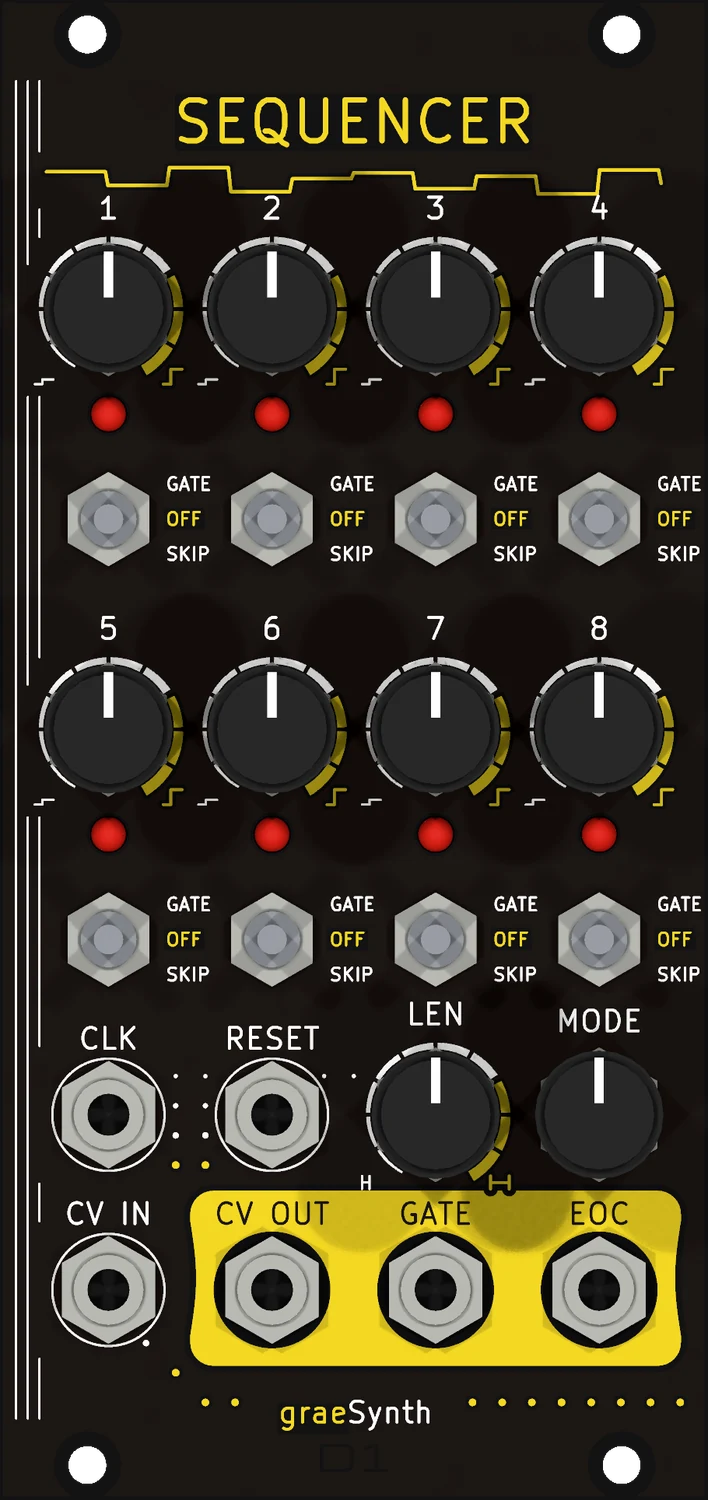 SEQUENCER
1 2 3 4
GATE GATE GATE GATE
OFF OFF OFF OFF
SKIP SKIP SKIP SKIP
5 6 7 8
GATE GATE GATE GATE
OFF OFF OFF OFF
SKIP SKIP SKIP SKIP
CLK RESET LEN MODE
CV IN CV OUT GATE EOC
graeSynth
D1